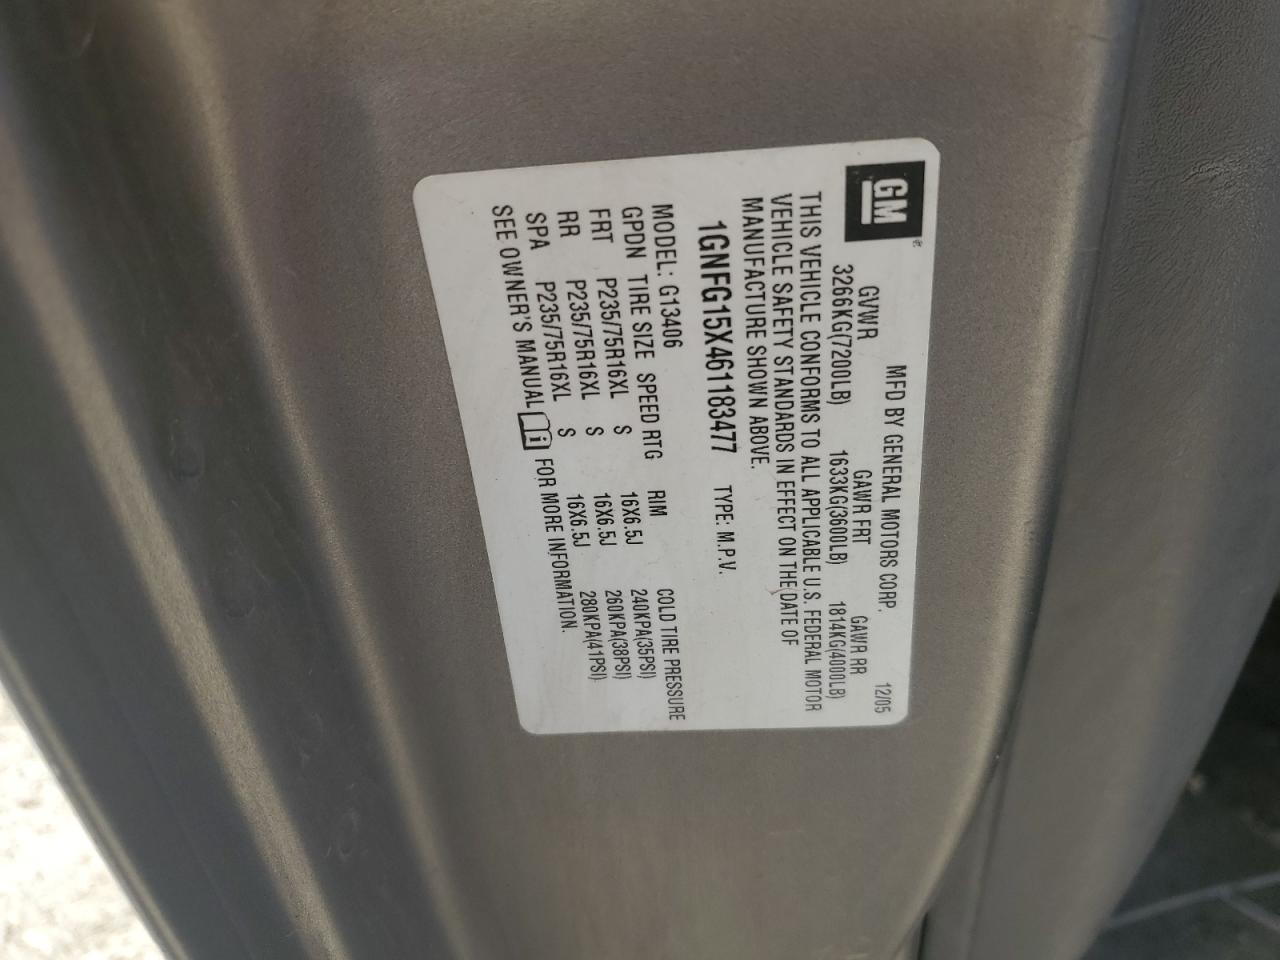 GM
MFD BY GENERAL MOTORS CORP. 12/05
GVWR GAWR FRT GAWR RR
3266KG(7200LB) 1633KG(3600LB) 1814KG(4000LB)
THIS VEHICLE CONFORMS TO ALL APPLICABLE U.S. FEDERAL MOTOR
VEHICLE SAFETY STANDARDS IN EFFECT ON THE DATE OF
MANUFACTURE SHOWN ABOVE.
1GNFG15X461183477 TYPE: M.P.V.
MODEL: G13406
GPDN TIRE SIZE SPEED RTG RIM COLD TIRE PRESSURE
FRT P235/75R16XL S 16X6.5J 240KPA(35PSI)
RR P235/75R16XL S 16X6.5J 260KPA(38PSI)
SPA P235/75R16XL S 16X6.5J 280KPA(41PSI)
SEE OWNER'S MANUAL i FOR MORE INFORMATION.